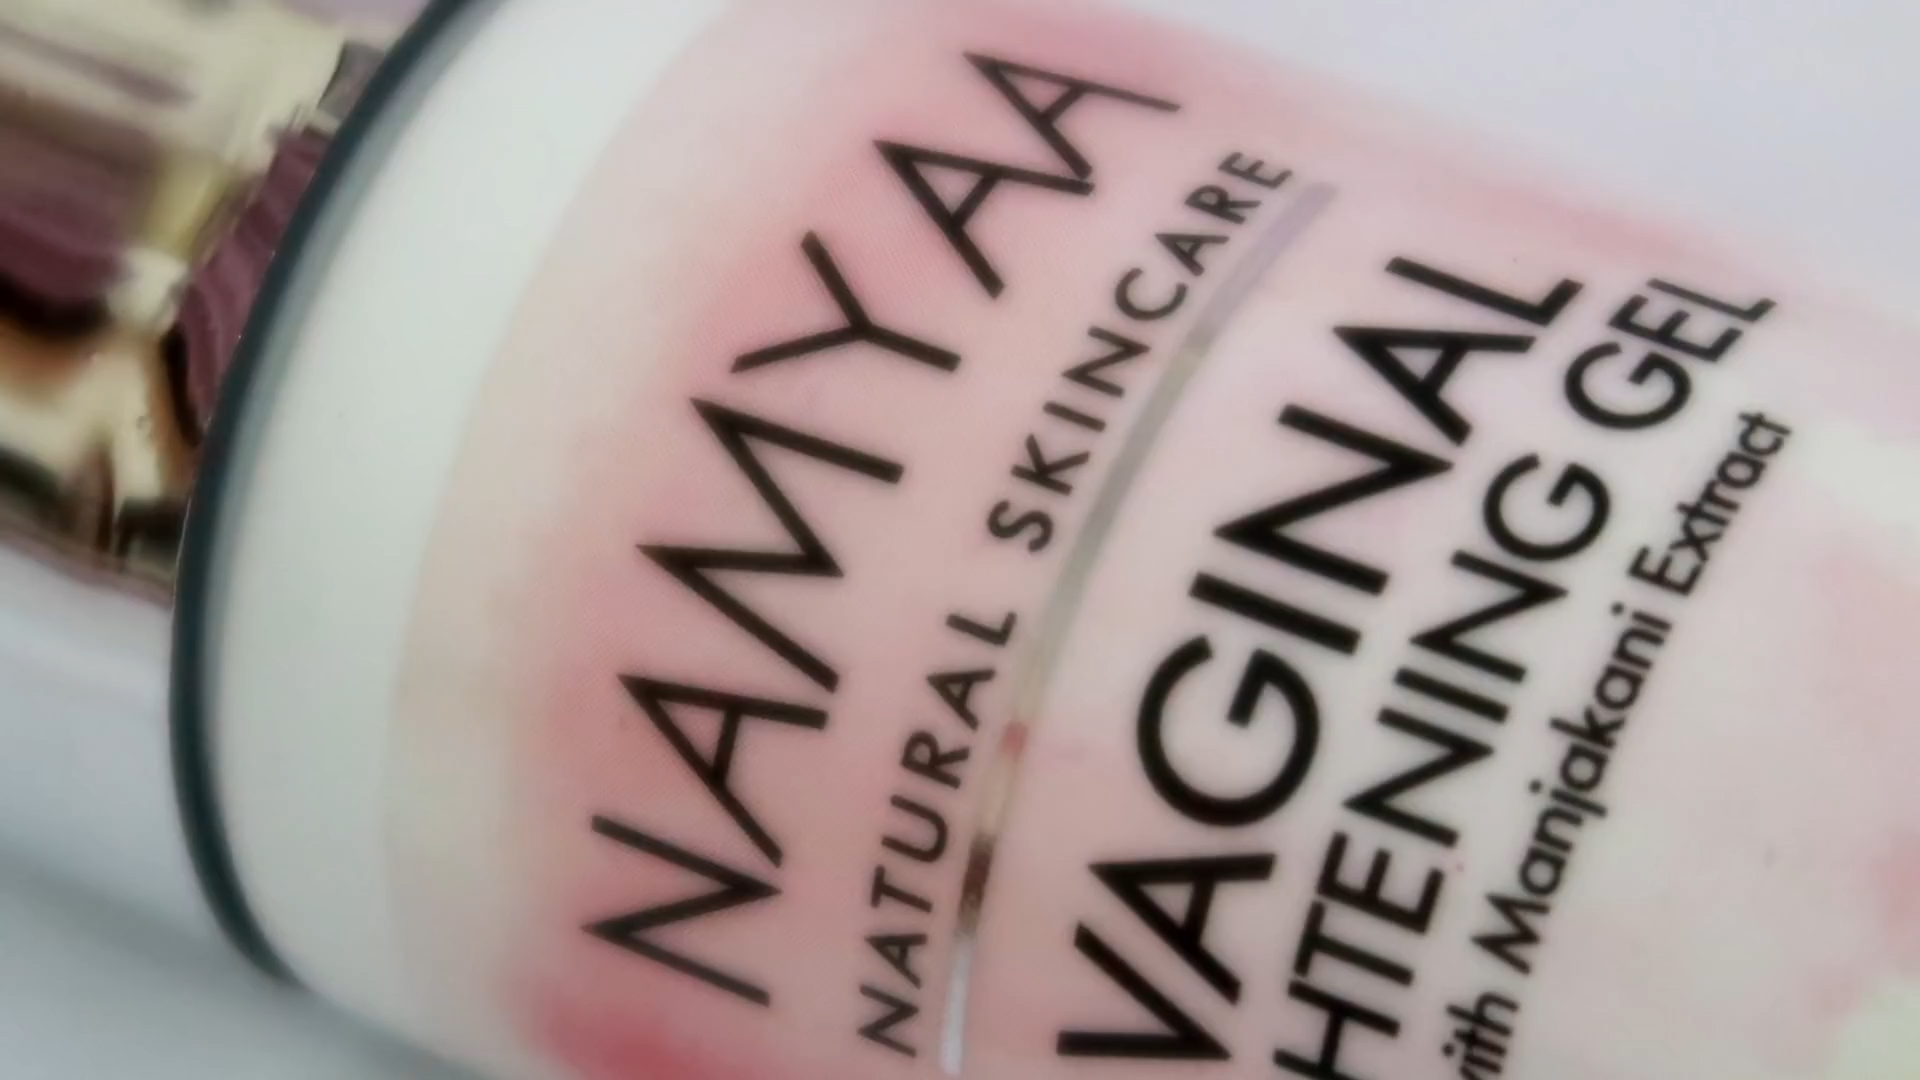 NAMYAA
NATURAL SKINCARE
VAGINAL
HTENING GEL
with Manjakani Extract